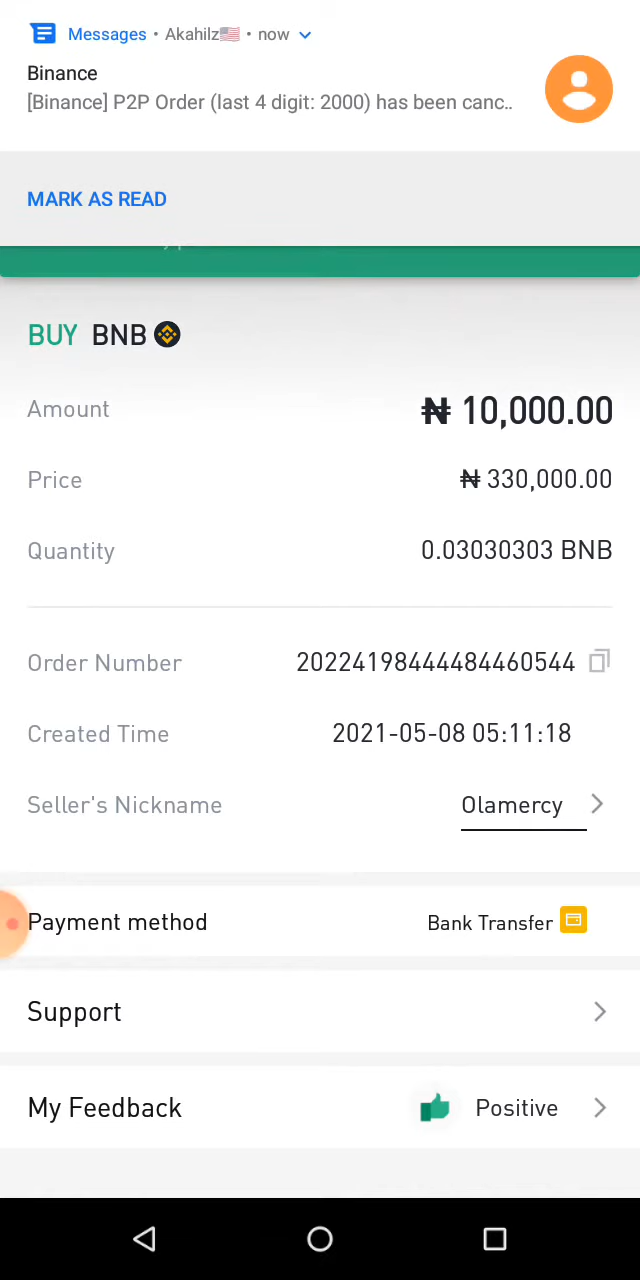 Messages • Akahilz🇺🇸 • now
Binance
[Binance] P2P Order (last 4 digit: 2000) has been canc..
MARK AS READ
BUY BNB
Amount ₦ 10,000.00
Price ₦ 330,000.00
Quantity 0.03030303 BNB
Order Number 20224198444484460544
Created Time 2021-05-08 05:11:18
Seller's Nickname Olamercy
Payment method Bank Transfer
Support
My Feedback Positive